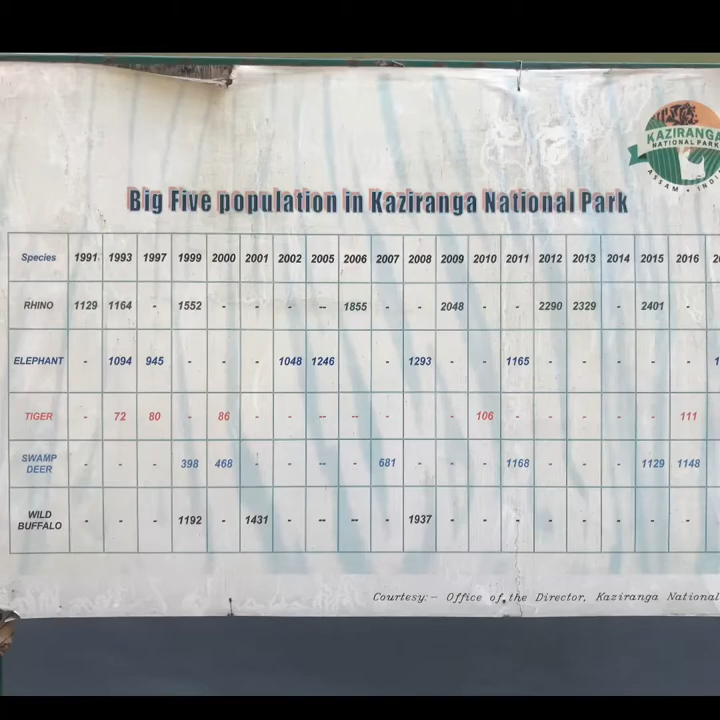 KAZIRANGA
NATIONAL PARK
ASSAM •
Big Five population in Kaziranga National Park
Species 1991 1993 1997 1999 2000 2001 2002 2005 2006 2007 2008 2009 2010 2011 2012 2013 2014 2015 2016
RHINO 1129 1164 - 1552 - - - -- 1855 - - 2048 - - 2290 2329 - 2401 -
ELEPHANT - 1094 945 - - - 1048 1246 - - 1293 - - 1165 - - - - -
TIGER - 72 80 - 86 - - -- -- - - - 106 - - - - - 111
SWAMP DEER - - - 398 468 - - -- - 681 - - - 1168 - - - 1129 1148
WILD BUFFALO - - - 1192 - 1431 - -- -- - 1937 - - - - - - - -
Courtesy:- Office of the Director, Kaziranga National